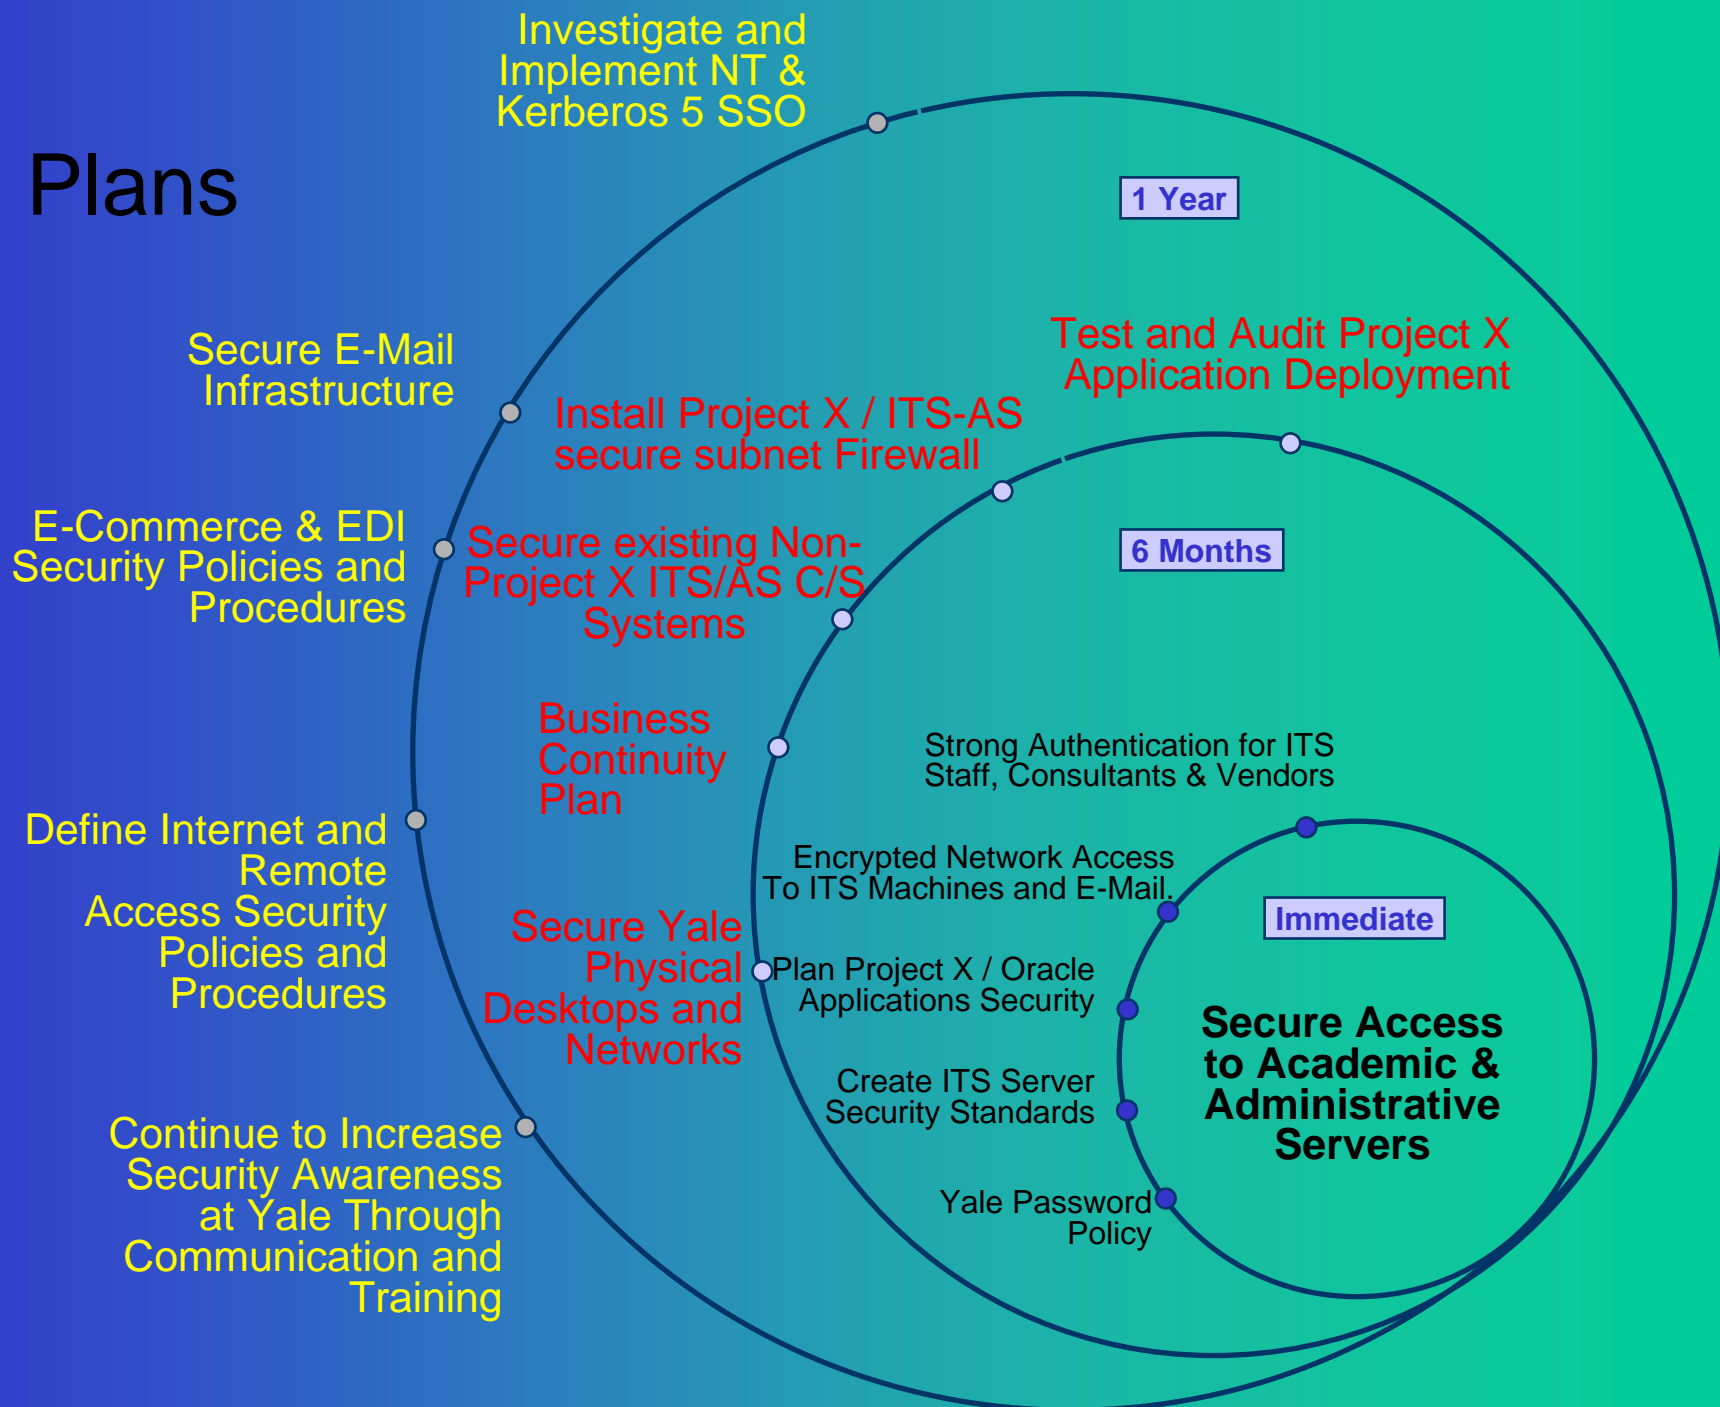 Investigate and
Implement NT &
Kerberos 5 SSO
Plans
1 Year
Secure E-Mail
Infrastructure
Test and Audit Project X
Application Deployment
Install Project X / ITS-AS
secure subnet Firewall
E-Commerce & EDI
Security Policies and
Procedures
Secure existing Non-
Project X ITS/AS C/S
Systems
6 Months
Business
Continuity
Plan
Strong Authentication for ITS
Staff, Consultants & Vendors
Define Internet and
Remote
Access Security
Policies and
Procedures
Encrypted Network Access
To ITS Machines and E-Mail.
Immediate
Secure Yale
Physical
Desktops and
Networks
Plan Project X / Oracle
Applications Security
Secure Access
to Academic &
Administrative
Servers
Create ITS Server
Security Standards
Continue to Increase
Security Awareness
at Yale Through
Communication and
Training
Yale Password
Policy